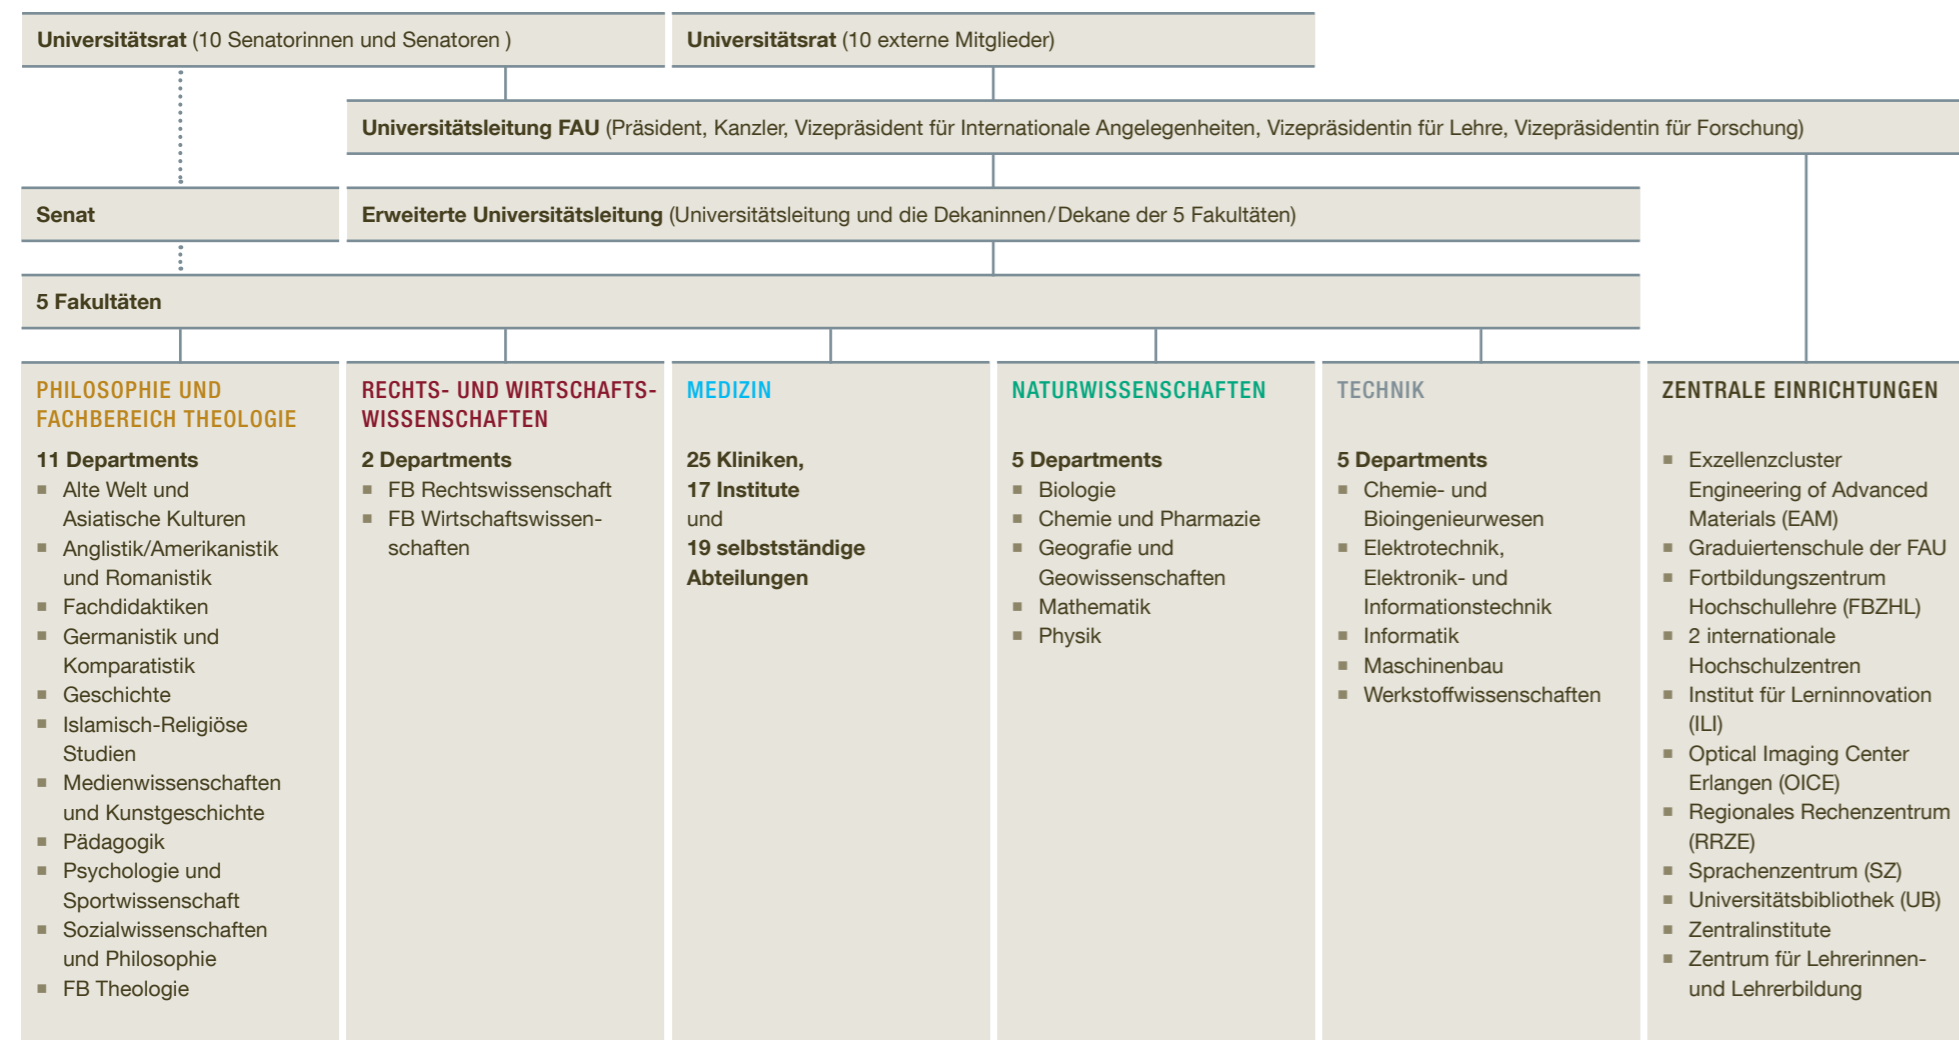 Universitätsrat (10 Senatorinnen und Senatoren )
Universitätsrat (10 externe Mitglieder)
Universitätsleitung FAU (Präsident, Kanzler, Vizepräsident für Internationale Angelegenheiten, Vizepräsidentin für Lehre, Vizepräsidentin für Forschung)
Senat
Erweiterte Universitätsleitung (Universitätsleitung und die Dekaninnen/Dekane der 5 Fakultäten)
5 Fakultäten
PHILOSOPHIE UND
FACHBEREICH THEOLOGIE
11 Departments
■ Alte Welt und
Asiatische Kulturen
■ Anglistik/Amerikanistik
und Romanistik
■ Fachdidaktiken
■ Germanistik und
Komparatistik
■ Geschichte
■ Islamisch-Religiöse
Studien
■ Medienwissenschaften
und Kunstgeschichte
■ Pädagogik
■ Psychologie und
Sportwissenschaft
■ Sozialwissenschaften
und Philosophie
■ FB Theologie
RECHTS- UND WIRTSCHAFTS-
WISSENSCHAFTEN
2 Departments
■ FB Rechtswissenschaft
■ FB Wirtschaftswissen-
schaften
MEDIZIN
25 Kliniken,
17 Institute
und
19 selbstständige
Abteilungen
NATURWISSENSCHAFTEN
5 Departments
■ Biologie
■ Chemie und Pharmazie
■ Geografie und
Geowissenschaften
■ Mathematik
■ Physik
TECHNIK
5 Departments
■ Chemie- und
Bioingenieurwesen
■ Elektrotechnik,
Elektronik- und
Informationstechnik
■ Informatik
■ Maschinenbau
■ Werkstoffwissenschaften
ZENTRALE EINRICHTUNGEN
■ Exzellenzcluster
Engineering of Advanced
Materials (EAM)
■ Graduiertenschule der FAU
■ Fortbildungszentrum
Hochschullehre (FBZHL)
■ 2 internationale
Hochschulzentren
■ Institut für Lerninnovation
(ILI)
■ Optical Imaging Center
Erlangen (OICE)
■ Regionales Rechenzentrum
(RRZE)
■ Sprachenzentrum (SZ)
■ Universitätsbibliothek (UB)
■ Zentralinstitute
■ Zentrum für Lehrerinnen-
und Lehrerbildung